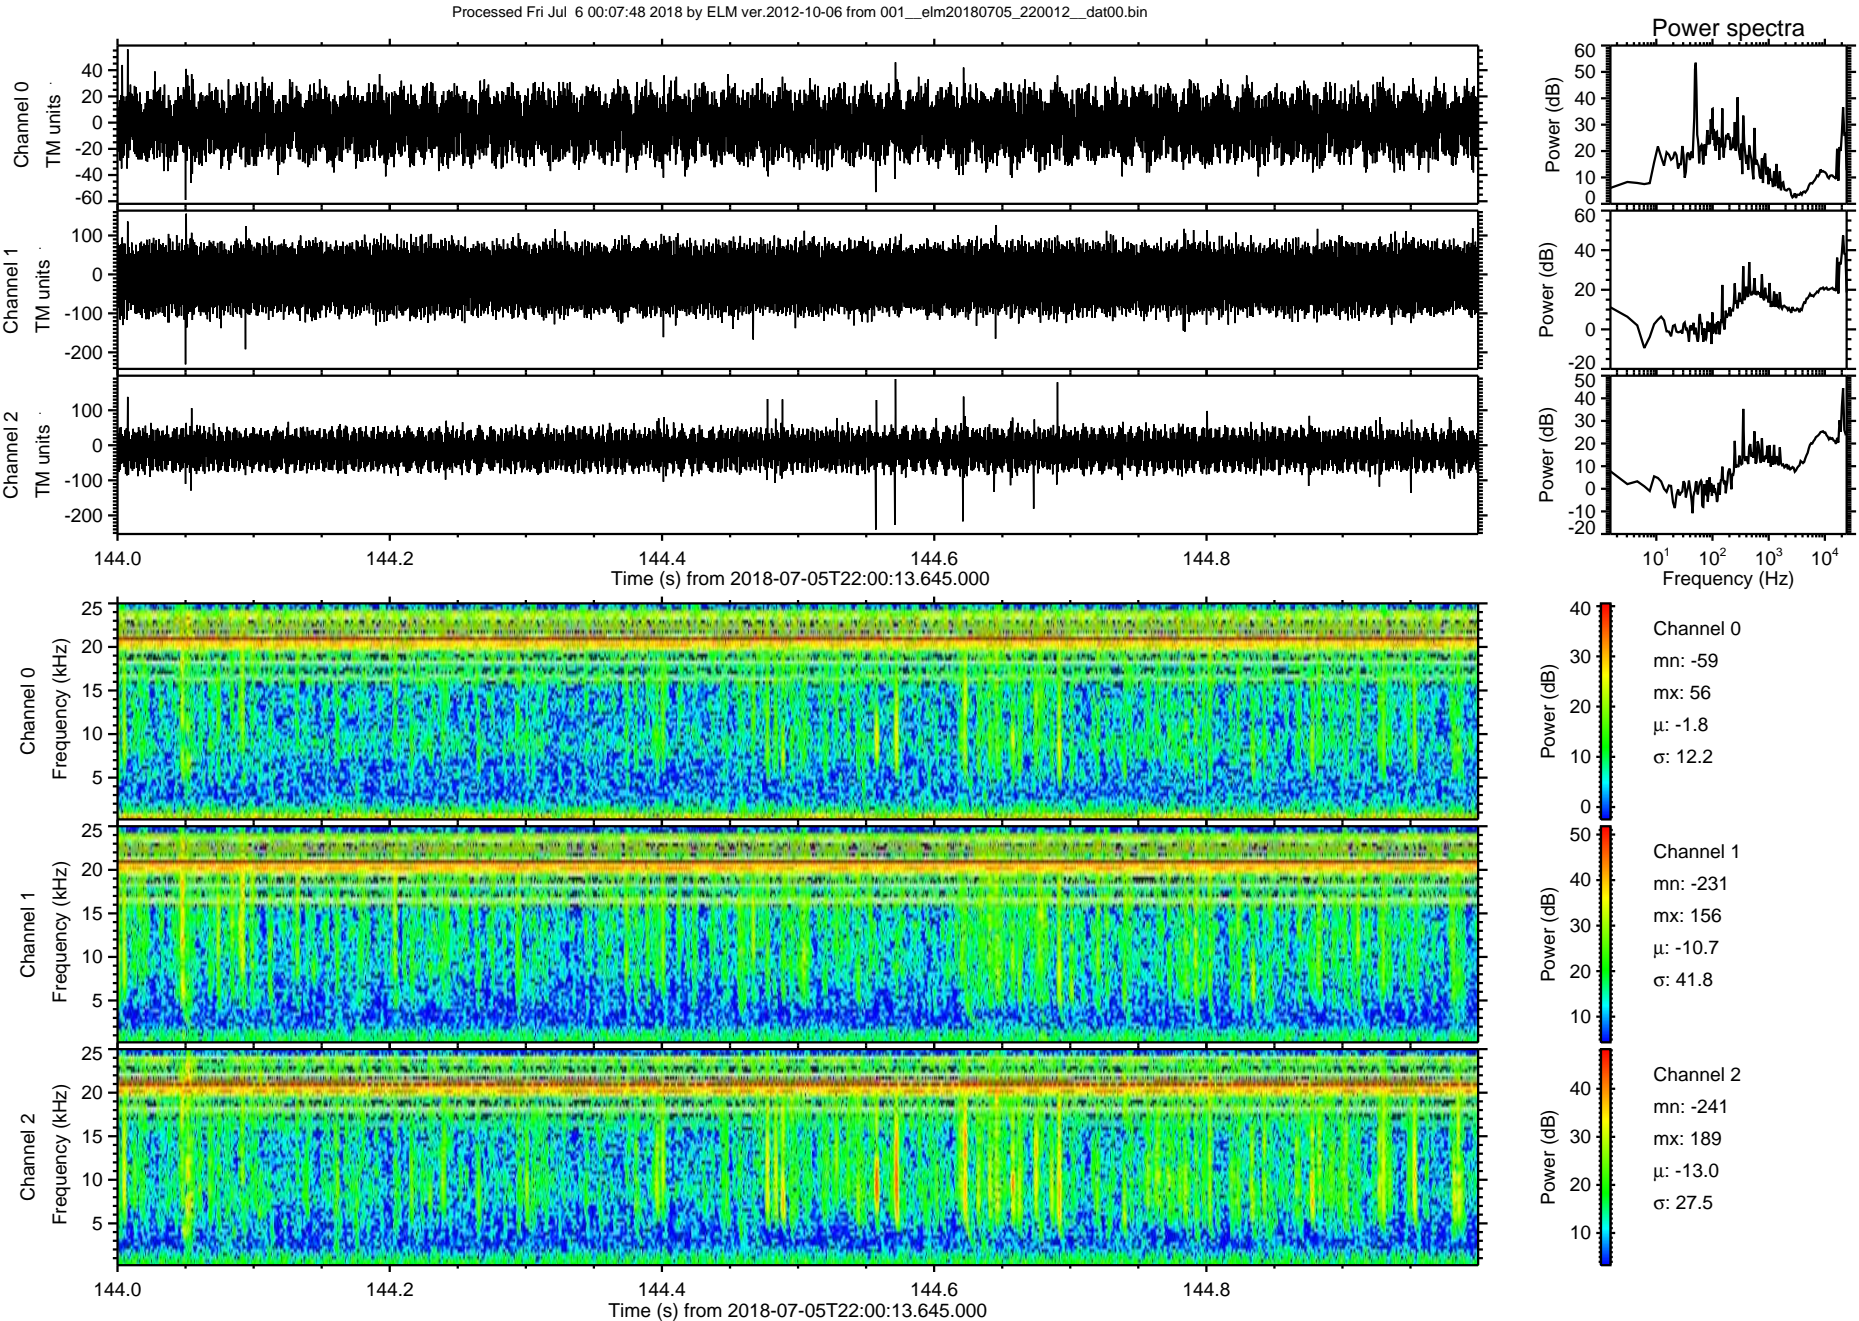 Processed Fri Jul 6 00:07:48 2018 by ELM ver.2012-10-06 from 001__elm20180705_220012__dat00.bin
Power spectra
Channel 0
TM units
40
20
0
-20
-40
-60
Power (dB)
60
50
40
30
20
10
0
Channel 1
TM units
100
0
-100
-200
Power (dB)
60
40
20
0
-20
Channel 2
TM units
100
0
-100
-200
Power (dB)
50
40
30
20
10
0
-10
-20
144.0 144.2 144.4 144.6 144.8
Time (s) from 2018-07-05T22:00:13.645.000
10¹ 10² 10³ 10⁴
Frequency (Hz)
Channel 0
Frequency (kHz)
25
20
15
10
5
Power (dB)
40
30
20
10
0
Channel 0
mn: -59
mx: 56
μ: -1.8
σ: 12.2
Channel 1
Frequency (kHz)
25
20
15
10
5
Power (dB)
50
40
30
20
10
Channel 1
mn: -231
mx: 156
μ: -10.7
σ: 41.8
Channel 2
Frequency (kHz)
25
20
15
10
5
Power (dB)
40
30
20
10
Channel 2
mn: -241
mx: 189
μ: -13.0
σ: 27.5
144.0 144.2 144.4 144.6 144.8
Time (s) from 2018-07-05T22:00:13.645.000